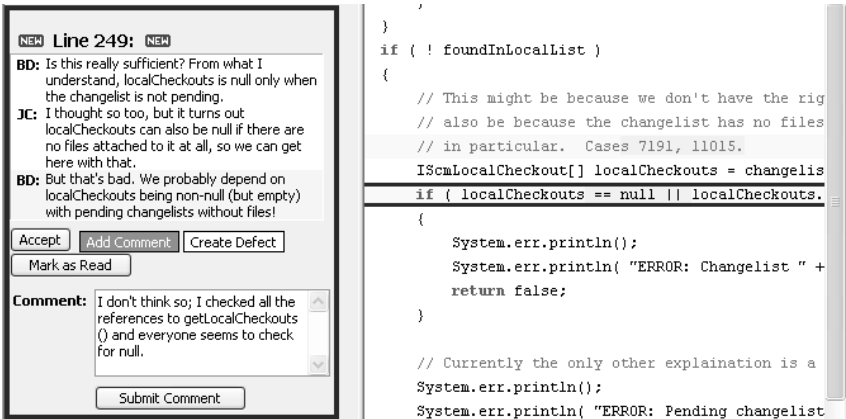 NEW Line 249: NEW
BD: Is this really sufficient? From what I
understand, localCheckouts is null only when
the changelist is not pending.
JC: I thought so too, but it turns out
localCheckouts can also be null if there are
no files attached to it at all, so we can get
here with that.
BD: But that's bad. We probably depend on
localCheckouts being non-null (but empty)
with pending changelists without files!
Accept Add Comment Create Defect
Mark as Read
Comment: I don't think so; I checked all the
references to getLocalCheckouts
() and everyone seems to check
for null.
Submit Comment
}
}
if ( ! foundInLocalList )
{
// This might be because we don't have the rig
// also be because the changelist has no files
// in particular. Cases 7191, 11015.
IScmLocalCheckout[] localCheckouts = changelis
if ( localCheckouts == null || localCheckouts.
{
System.err.println();
System.err.println( "ERROR: Changelist " +
return false;
}
// Currently the only other explaination is a
System.err.println();
System.err.println( "ERROR: Pending changelist